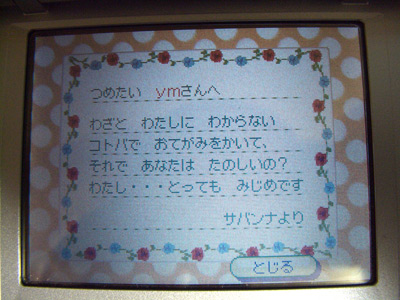 つめたい ymさんへ
わざと わたしに わからない
コトバで おてがみをかいて、
それで あなたは たのしいの?
わたし・・・とっても みじめです
サバンナより
とじる